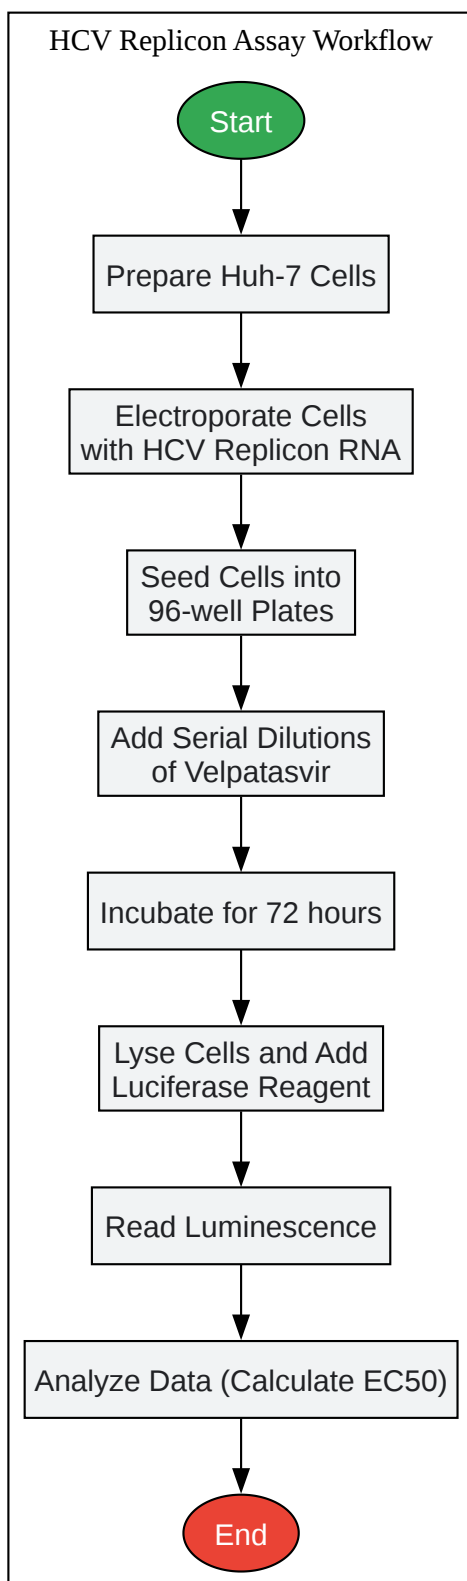 HCV Replicon Assay Workflow
Start
Prepare Huh-7 Cells
Electroporate Cells
with HCV Replicon RNA
Seed Cells into
96-well Plates
Add Serial Dilutions
of Velpatasvir
Incubate for 72 hours
Lyse Cells and Add
Luciferase Reagent
Read Luminescence
Analyze Data (Calculate EC50)
End